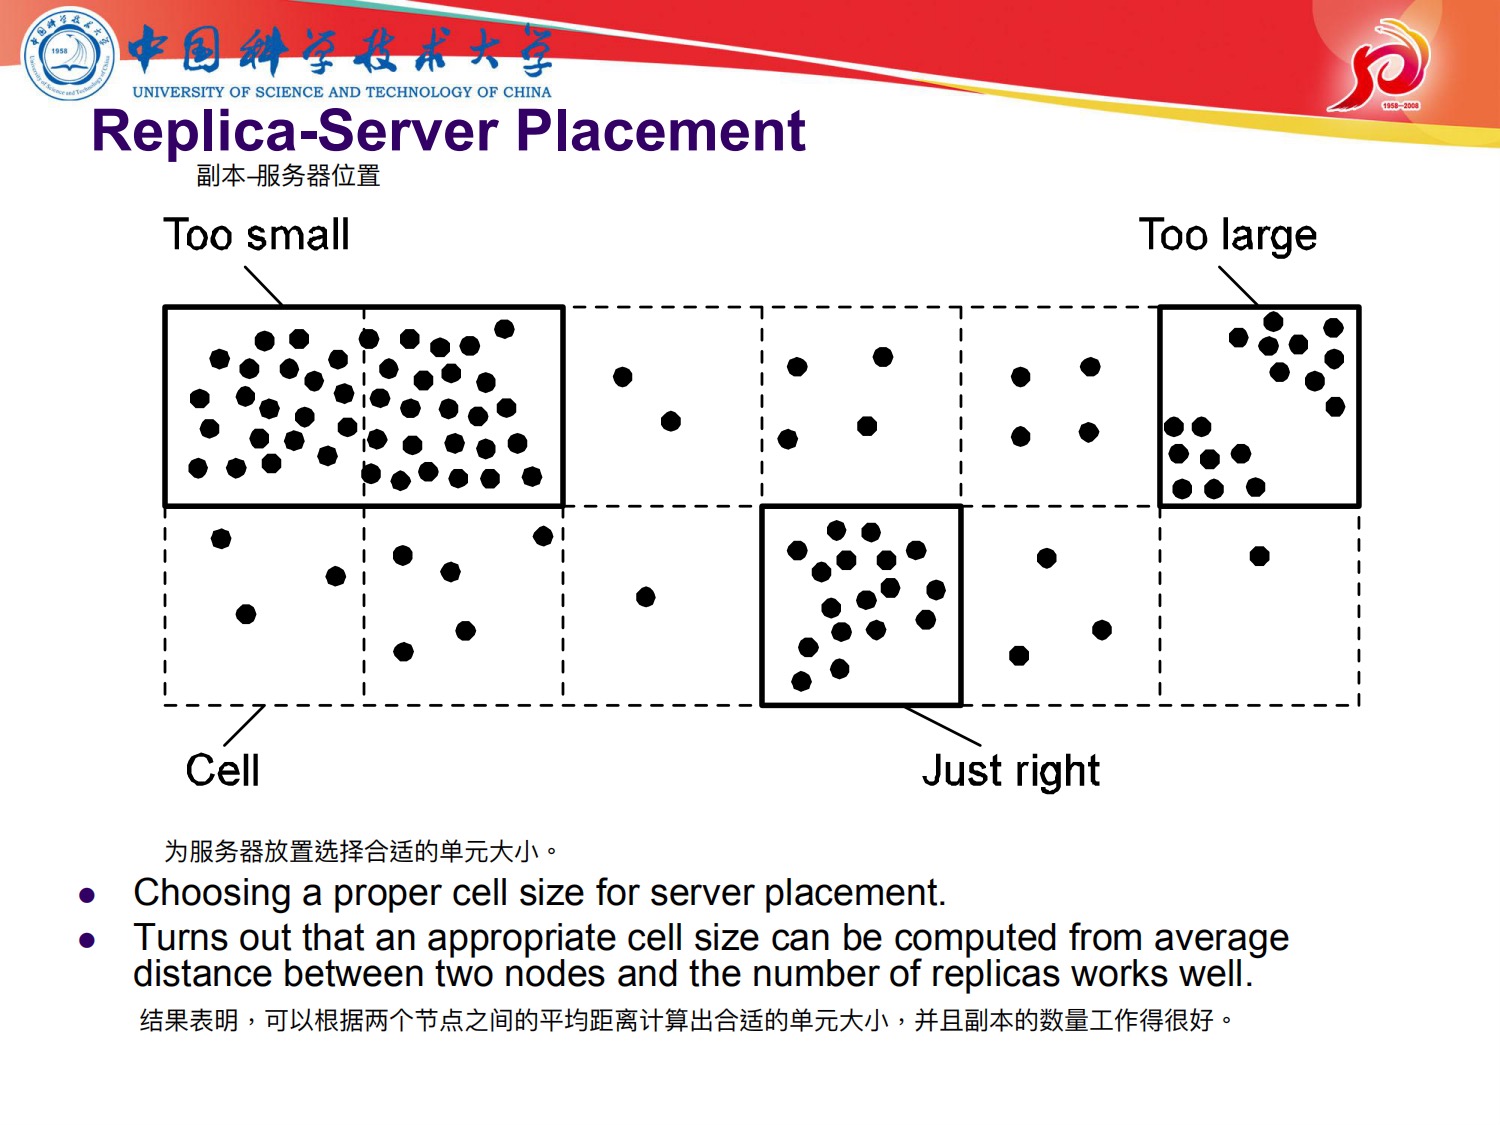 中国科学技术大学
UNIVERSITY OF SCIENCE AND TECHNOLOGY OF CHINA
1958
1958—2008
Replica-Server Placement
副本–服务器位置
Too small
Too large
Cell
Just right
为服务器放置选择合适的单元大小。
Choosing a proper cell size for server placement.
Turns out that an appropriate cell size can be computed from average
distance between two nodes and the number of replicas works well.
结果表明，可以根据两个节点之间的平均距离计算出合适的单元大小，并且副本的数量工作得很好。